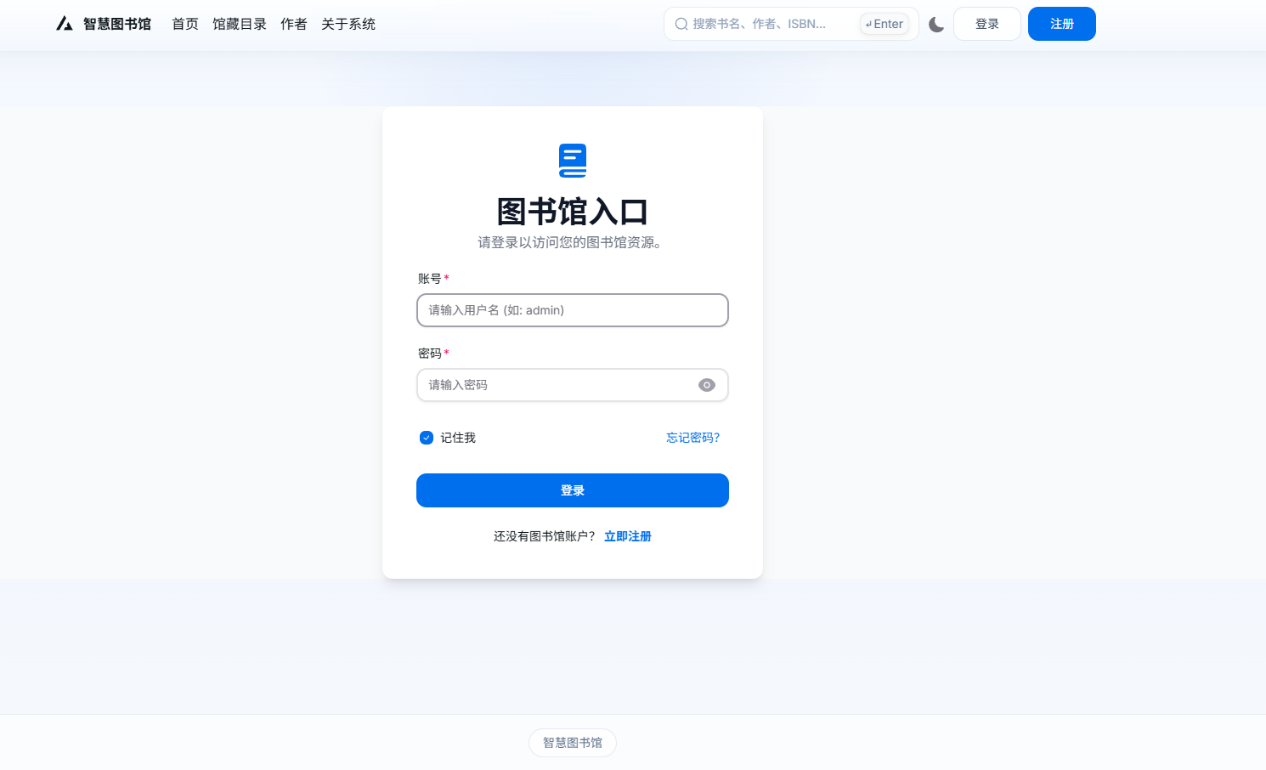 智慧图书馆 首页 馆藏目录 作者 关于系统 搜索书名、作者、ISBN... ↵Enter 登录 注册
图书馆入口
请登录以访问您的图书馆资源。
账号*
请输入用户名 (如: admin)
密码*
请输入密码
记住我 忘记密码?
登录
还没有图书馆账户? 立即注册
智慧图书馆